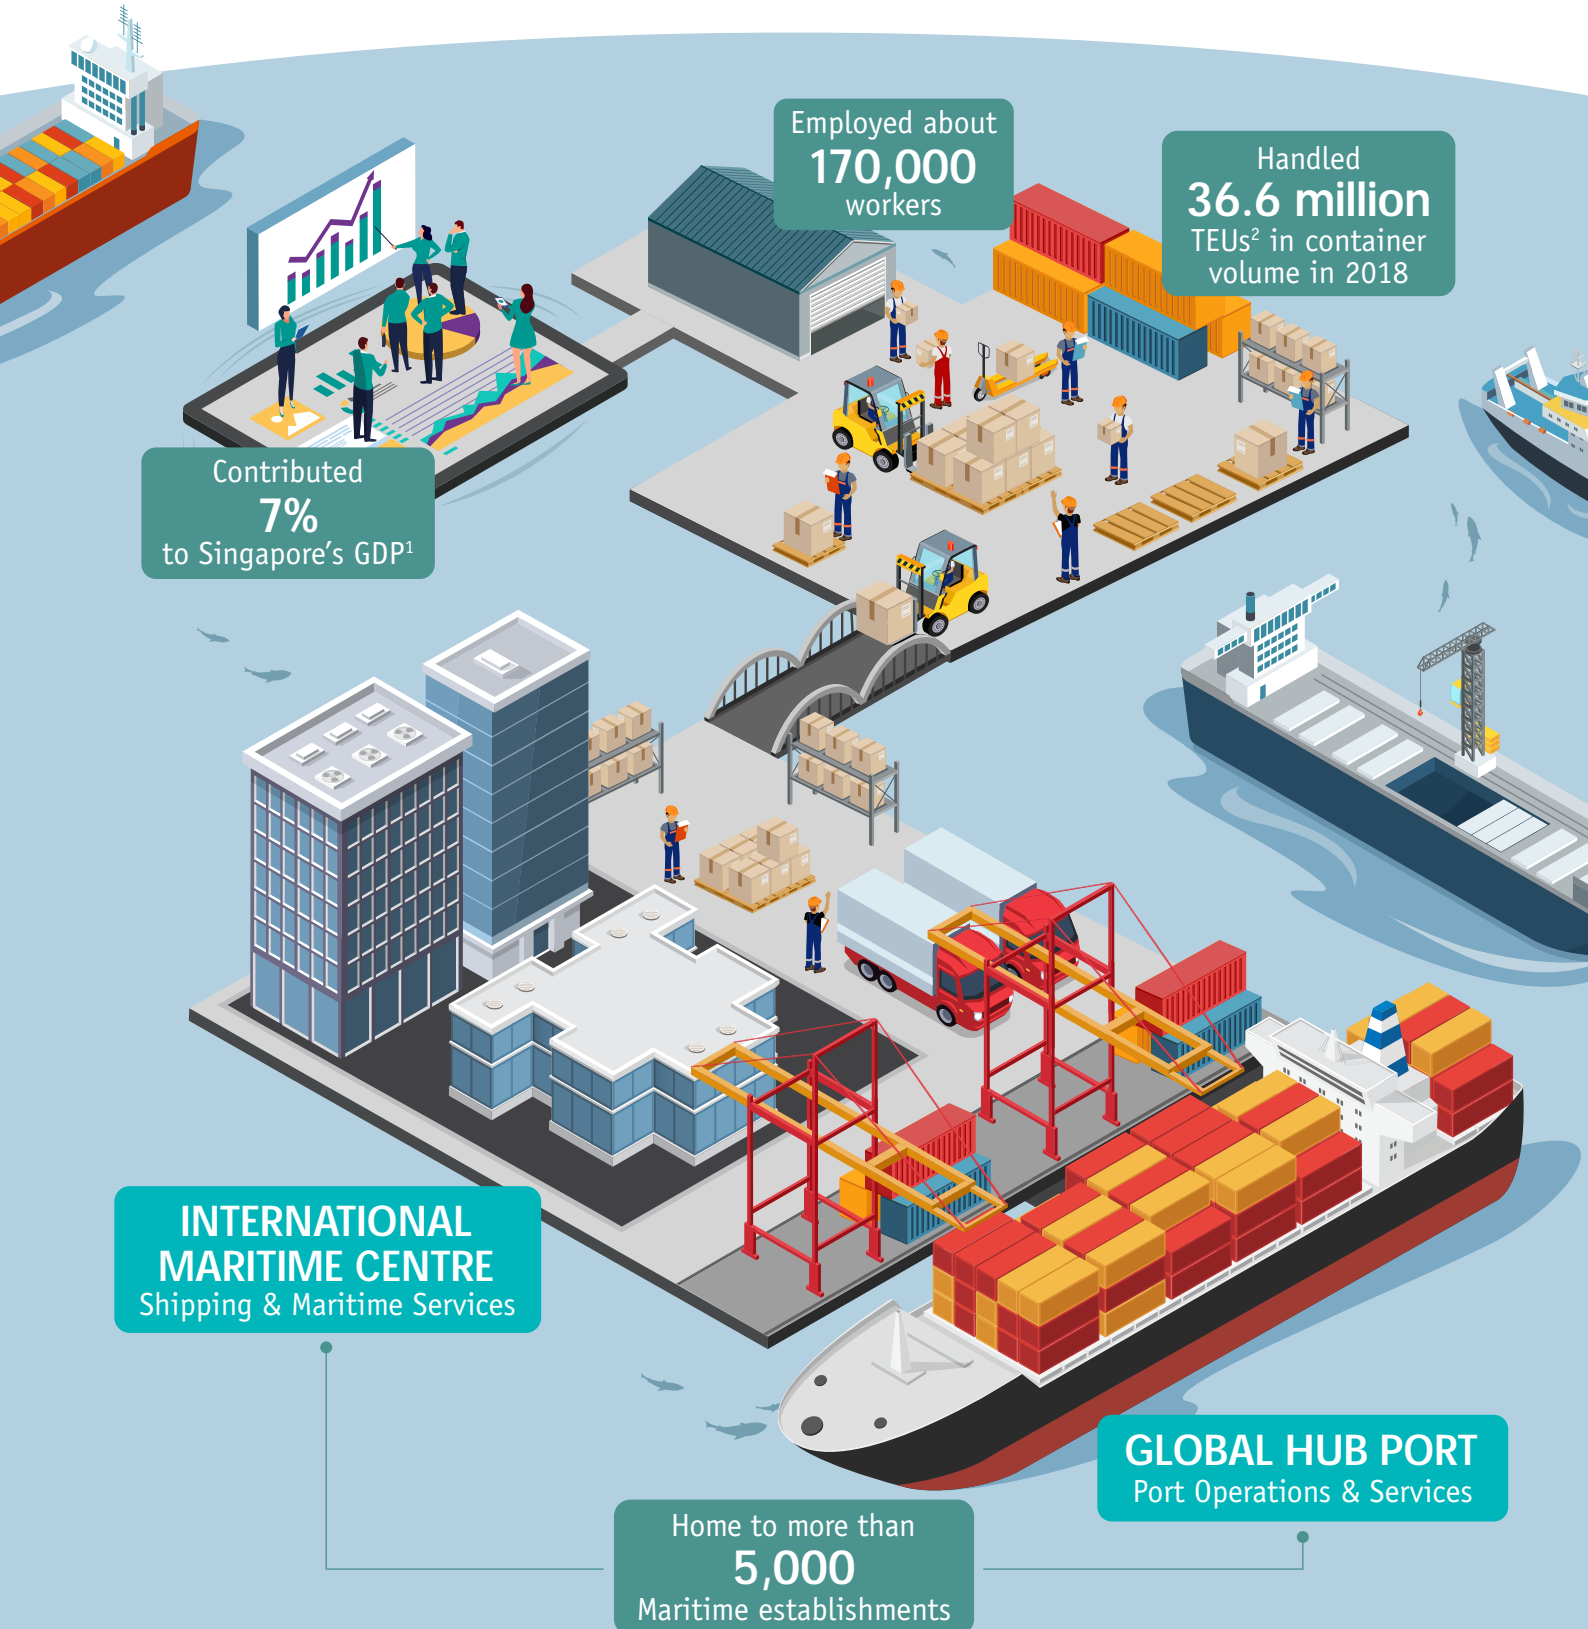 Employed about
170,000
workers
Handled
36.6 million
TEUs² in container
volume in 2018
Contributed
7%
to Singapore's GDP¹
INTERNATIONAL
MARITIME CENTRE
Shipping & Maritime Services
GLOBAL HUB PORT
Port Operations & Services
Home to more than
5,000
Maritime establishments